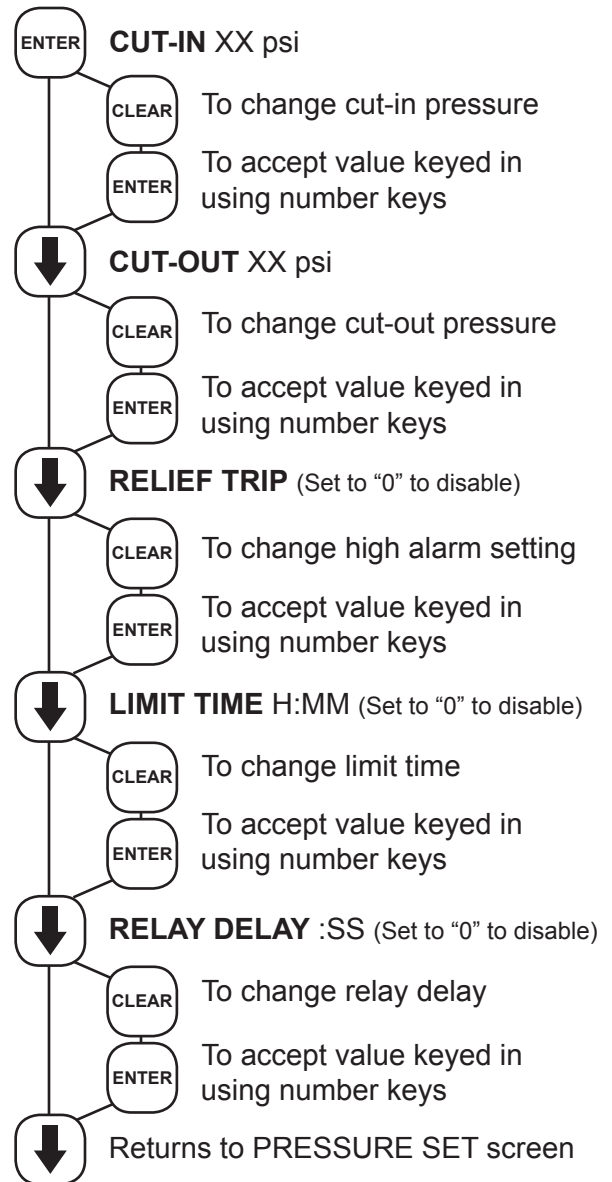 ENTER CUT-IN XX psi
CLEAR To change cut-in pressure
To accept value keyed in
ENTER using number keys
CUT-OUT XX psi
CLEAR To change cut-out pressure
To accept value keyed in
ENTER using number keys
RELIEF TRIP (Set to “0” to disable)
CLEAR To change high alarm setting
To accept value keyed in
ENTER using number keys
LIMIT TIME H:MM (Set to “0” to disable)
CLEAR To change limit time
To accept value keyed in
ENTER using number keys
RELAY DELAY :SS (Set to “0” to disable)
CLEAR To change relay delay
To accept value keyed in
ENTER using number keys
Returns to PRESSURE SET screen